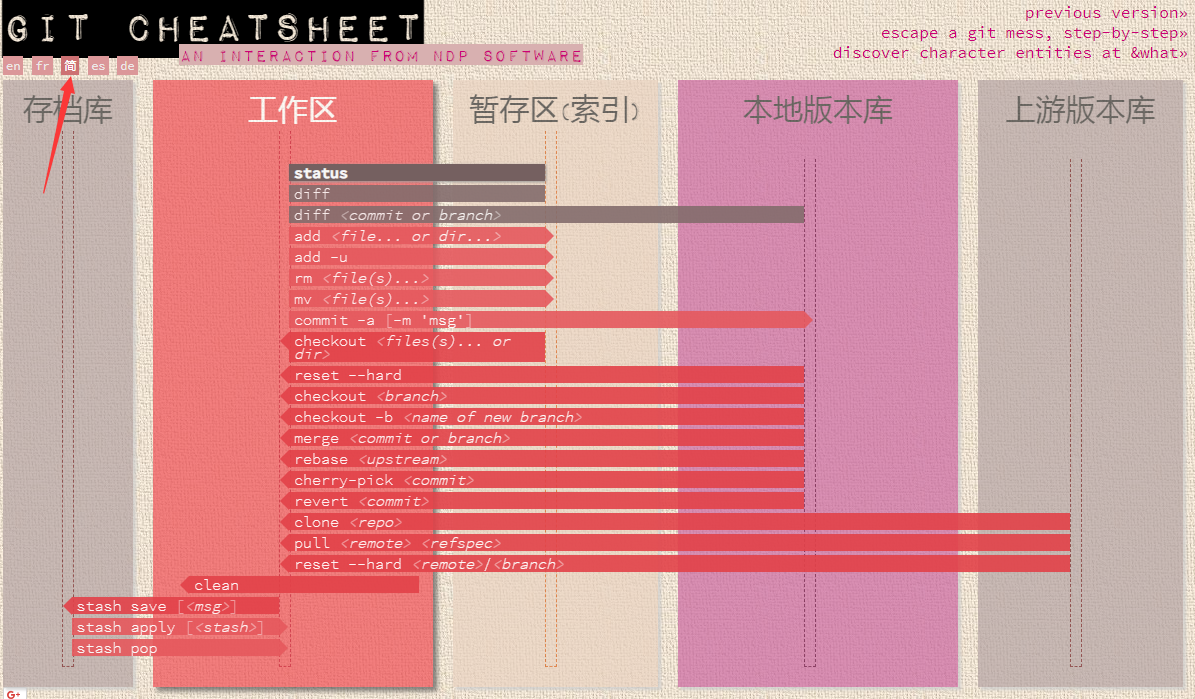 GIT CHEATSHEET
AN INTERACTION FROM NDP SOFTWARE
previous version»
escape a git mess, step-by-step»
discover character entities at &what»
en fr 简 es de
存档库 工作区 暂存区(索引) 本地版本库 上游版本库
status
diff
diff <commit or branch>
add <file... or dir...>
add -u
rm <file(s)...>
mv <file(s)...>
commit -a [-m 'msg']
checkout <files(s)... or
dir>
reset --hard
checkout <branch>
checkout -b <name of new branch>
merge <commit or branch>
rebase <upstream>
cherry-pick <commit>
revert <commit>
clone <repo>
pull <remote> <refspec>
reset --hard <remote>/<branch>
clean
stash save [<msg>]
stash apply [<stash>]
stash pop
G+